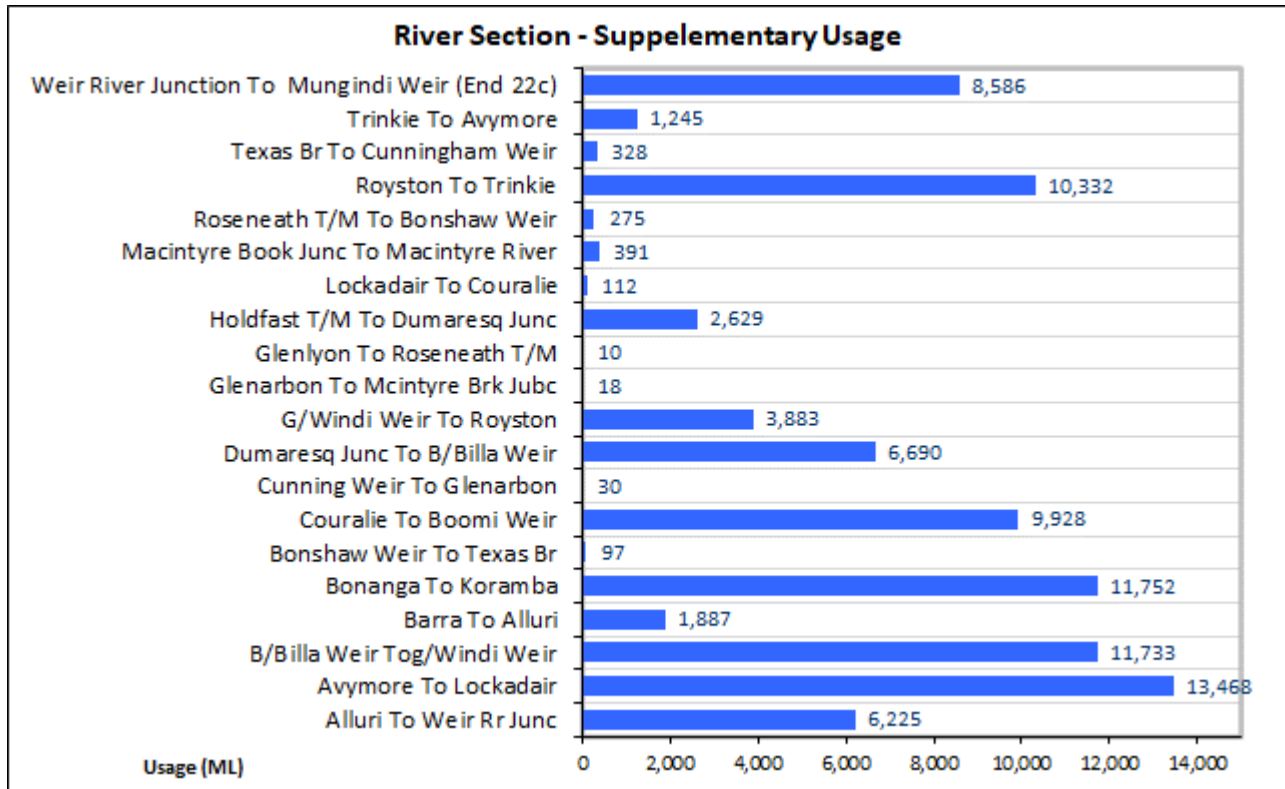 River Section - Suppelementary Usage
Weir River Junction To Mungindi Weir (End 22c) 8,586
Trinkie To Avymore 1,245
Texas Br To Cunningham Weir 328
Royston To Trinkie 10,332
Roseneath T/M To Bonshaw Weir 275
Macintyre Book Junc To Macintyre River 391
Lockadair To Couralie 112
Holdfast T/M To Dumaresq Junc 2,629
Glenlyon To Roseneath T/M 10
Glenarbon To Mcintyre Brk Jubc 18
G/Windi Weir To Royston 3,883
Dumaresq Junc To B/Billa Weir 6,690
Cunning Weir To Glenarbon 30
Couralie To Boomi Weir 9,928
Bonshaw Weir To Texas Br 97
Bonanga To Koramba 11,752
Barra To Alluri 1,887
B/Billa Weir Tog/Windi Weir 11,733
Avymore To Lockadair 13,468
Alluri To Weir Rr Junc 6,225
Usage (ML) 0 2,000 4,000 6,000 8,000 10,000 12,000 14,000